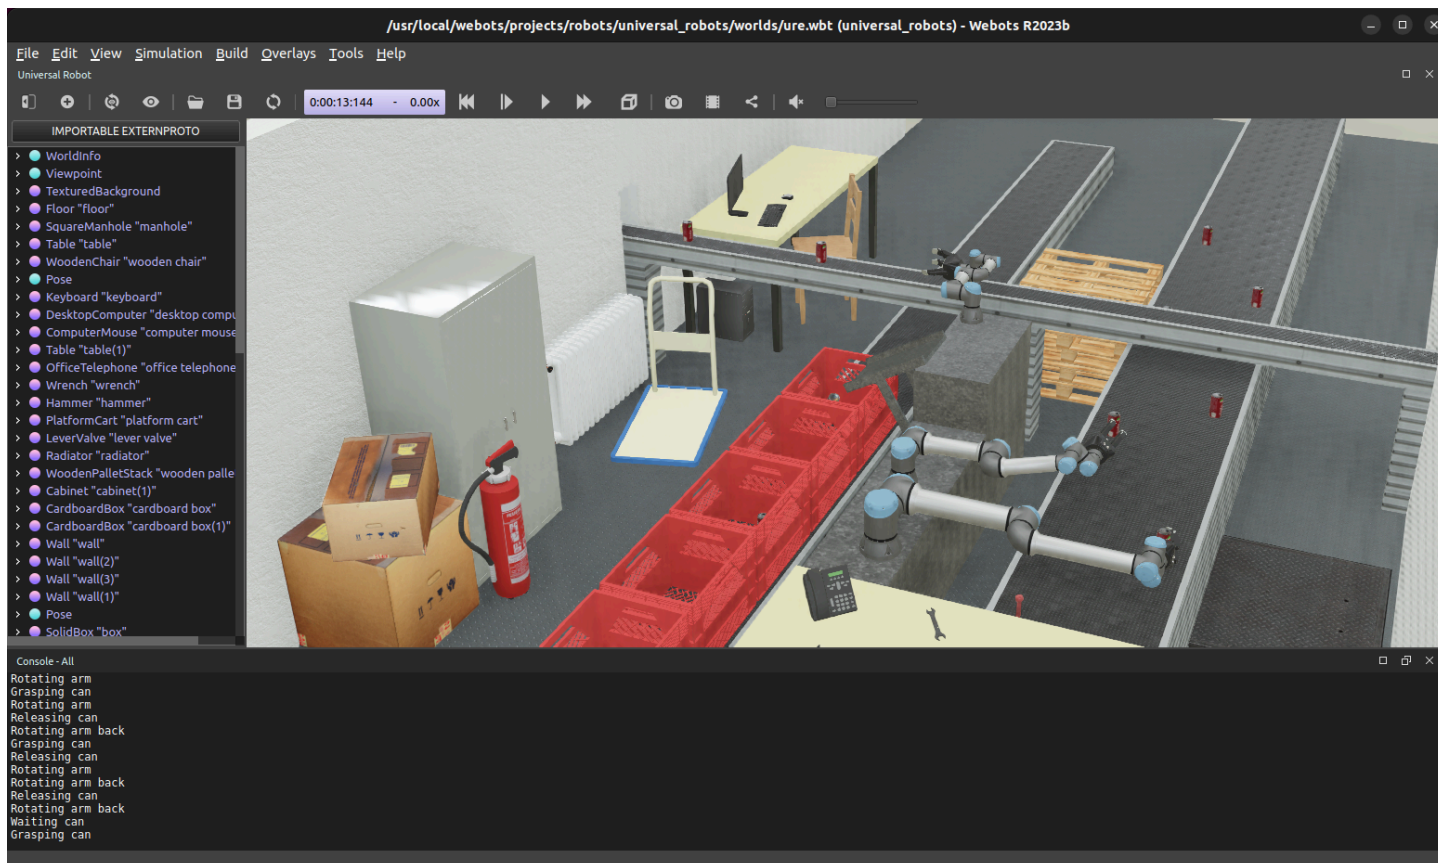 /usr/local/webots/projects/robots/universal_robots/worlds/ure.wbt (universal_robots) - Webots R2023b
File Edit View Simulation Build Overlays Tools Help
Universal Robot
0:00:13:144 - 0.00x
IMPORTABLE EXTERNPROTO
WorldInfo
Viewpoint
TexturedBackground
Floor "floor"
SquareManhole "manhole"
Table "table"
WoodenChair "wooden chair"
Pose
Keyboard "keyboard"
DesktopComputer "desktop compu
ComputerMouse "computer mouse
Table "table(1)"
OfficeTelephone "office telephone
Wrench "wrench"
Hammer "hammer"
PlatformCart "platform cart"
LeverValve "lever valve"
Radiator "radiator"
WoodenPalletStack "wooden palle
Cabinet "cabinet(1)"
CardboardBox "cardboard box"
CardboardBox "cardboard box(1)"
Wall "wall"
Wall "wall(2)"
Wall "wall(3)"
Wall "wall(1)"
Pose
SolidBox "box"
Console - All
Rotating arm
Grasping can
Rotating arm
Releasing can
Rotating arm back
Grasping can
Releasing can
Rotating arm
Rotating arm back
Releasing can
Rotating arm back
Waiting can
Grasping can